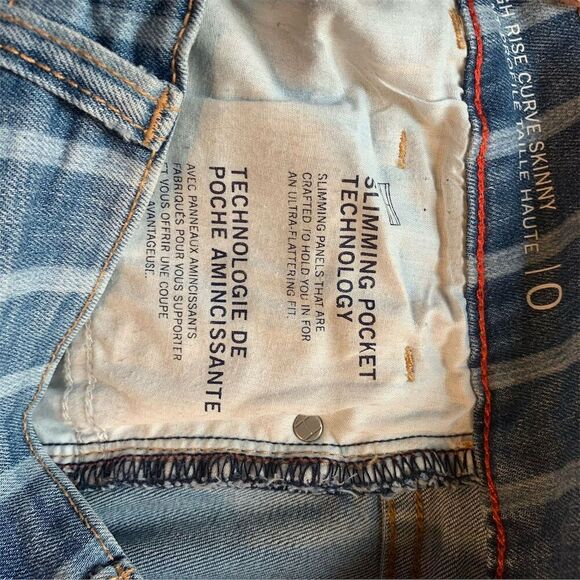 SLIMMING POCKET
TECHNOLOGY
SLIMMING PANELS THAT ARE
CRAFTED TO HOLD YOU IN FOR
AN ULTRA-FLATTERING FIT.
TECHNOLOGIE DE
POCHE AMINCISSANTE
AVEC PANNEAUX AMINCISSANTS
FABRIQUÉS POUR VOUS SUPPORTER
ET VOUS OFFRIR UNE COUPE
AVANTAGEUSE.
RISE CURVE SKINNY
TAILLE HAUTE
10